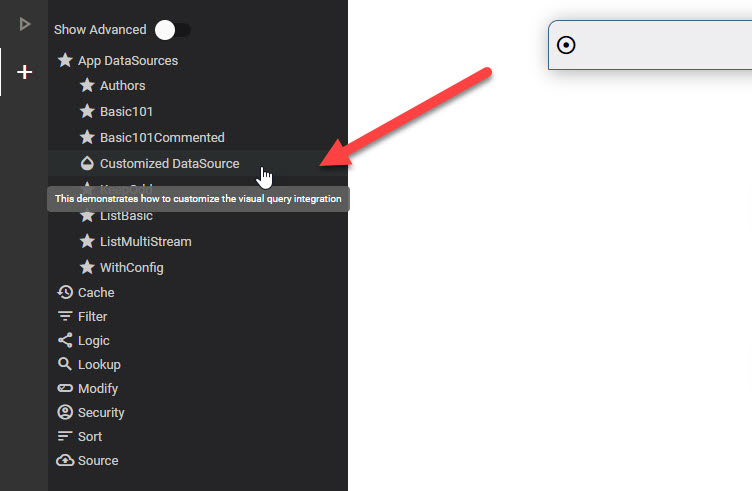 Show Advanced
App DataSources
Authors
Basic101
Basic101Commented
Customized DataSource
KeepOdd
This demonstrates how to customize the visual query integration
ListBasic
ListMultiStream
WithConfig
Cache
Filter
Logic
Lookup
Modify
Security
Sort
Source